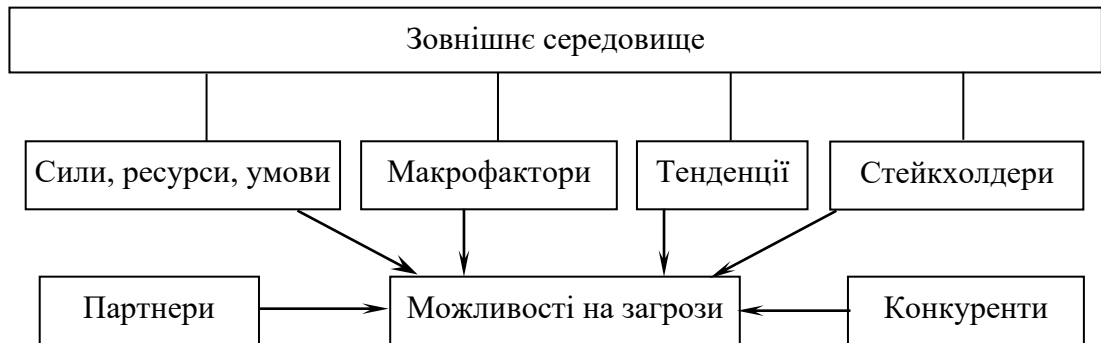 Зовнішнє середовище
Сили, ресурси, умови
Макрофактори
Тенденції
Стейкхолдери
Партнери
Можливості на загрози
Конкуренти